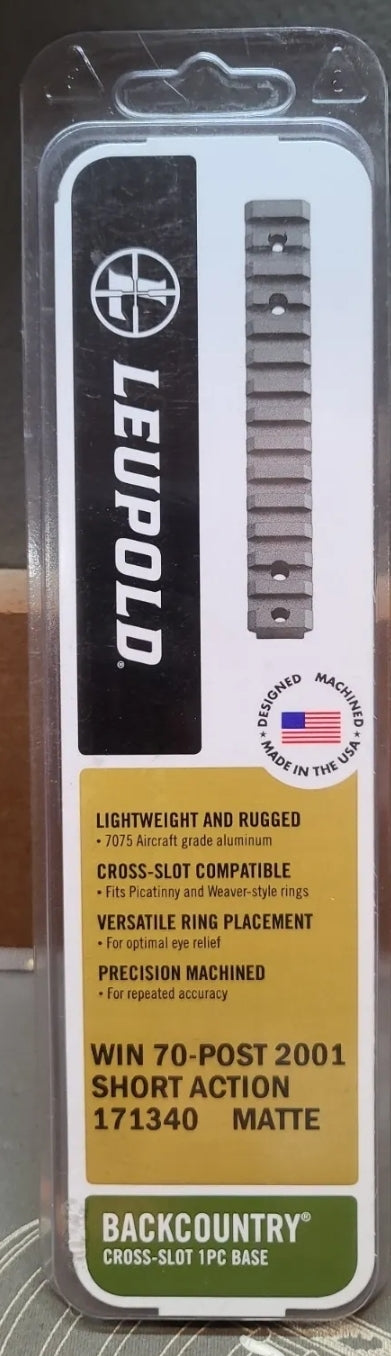 LEUPOLD®
DESIGNED MACHINED
★ MADE IN THE USA ★
LIGHTWEIGHT AND RUGGED
• 7075 Aircraft grade aluminum
CROSS-SLOT COMPATIBLE
• Fits Picatinny and Weaver-style rings
VERSATILE RING PLACEMENT
• For optimal eye relief
PRECISION MACHINED
• For repeated accuracy
WIN 70-POST 2001
SHORT ACTION
171340 MATTE
BACKCOUNTRY®
CROSS-SLOT 1PC BASE